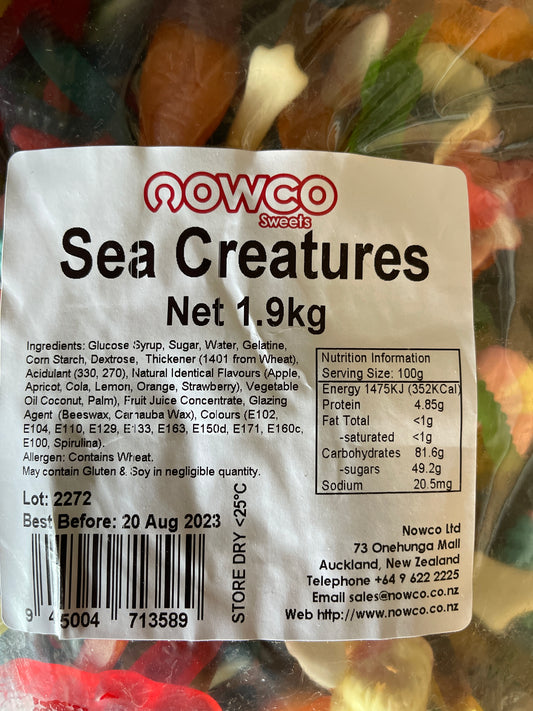 nowco
Sweets
Sea Creatures
Net 1.9kg
Ingredients: Glucose Syrup, Sugar, Water, Gelatine,
Corn Starch, Dextrose, Thickener (1401 from Wheat),
Acidulant (330, 270), Natural Identical Flavours (Apple,
Apricot, Cola, Lemon, Orange, Strawberry), Vegetable
Oil Coconut, Palm), Fruit Juice Concentrate, Glazing
Agent (Beeswax, Carnauba Wax), Colours (E102,
E104, E110, E129, E133, E163, E150d, E171, E160c,
E100, Spirulina).
Allergen: Contains Wheat.
May contain Gluten & Soy in negligible quantity.
Nutrition Information
Serving Size: 100g
Energy 1475KJ (352KCal)
Protein 4.85g
Fat Total <1g
-saturated <1g
Carbohydrates 81.6g
-sugars 49.2g
Sodium 20.5mg
Lot: 2272
Best Before: 20 Aug 2023
STORE DRY <25°C
9 45004 713589
Nowco Ltd
73 Onehunga Mall
Auckland, New Zealand
Telephone +64 9 622 2225
Email sales@nowco.co.nz
Web http://www.nowco.co.nz